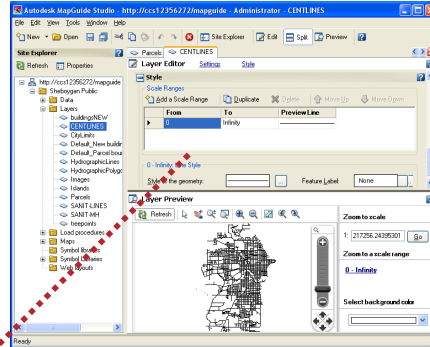 Autodesk MapGuide Studio - http://ccs12356272/mapguide - Administrator - CENTLINES
File Edit View Tools Window Help
New Open Site Explorer Edit Split Preview
Site Explorer
Parcels CENTLINES
Refresh Properties
Layer Editor Settings Style
http://ccs12356272/mapguide
Sheboygan Public
Data
Layers
buildingsNEW
CENTLINES
CityLimits
Default_New buildin
Default_Parcel bour
HydrographicLines
HydrographicPolygc
Images
Islands
Parcels
SANIT-LINES
SANIT-MH
treepoints
Load procedures
Maps
Symbol libraries
Symbol Libraries
Web layouts
Style
Scale Ranges
Add a Scale Range Duplicate Delete Move Up Move Down
From To Preview Line
0 Infinity
0 - Infinity: Line Style
Style the geometry: ... Feature Label: None
Layer Preview
Refresh
Zoom to scale
1: 217256.24395301 Go
Zoom to a scale range
0 - Infinity
Select background color
Ready